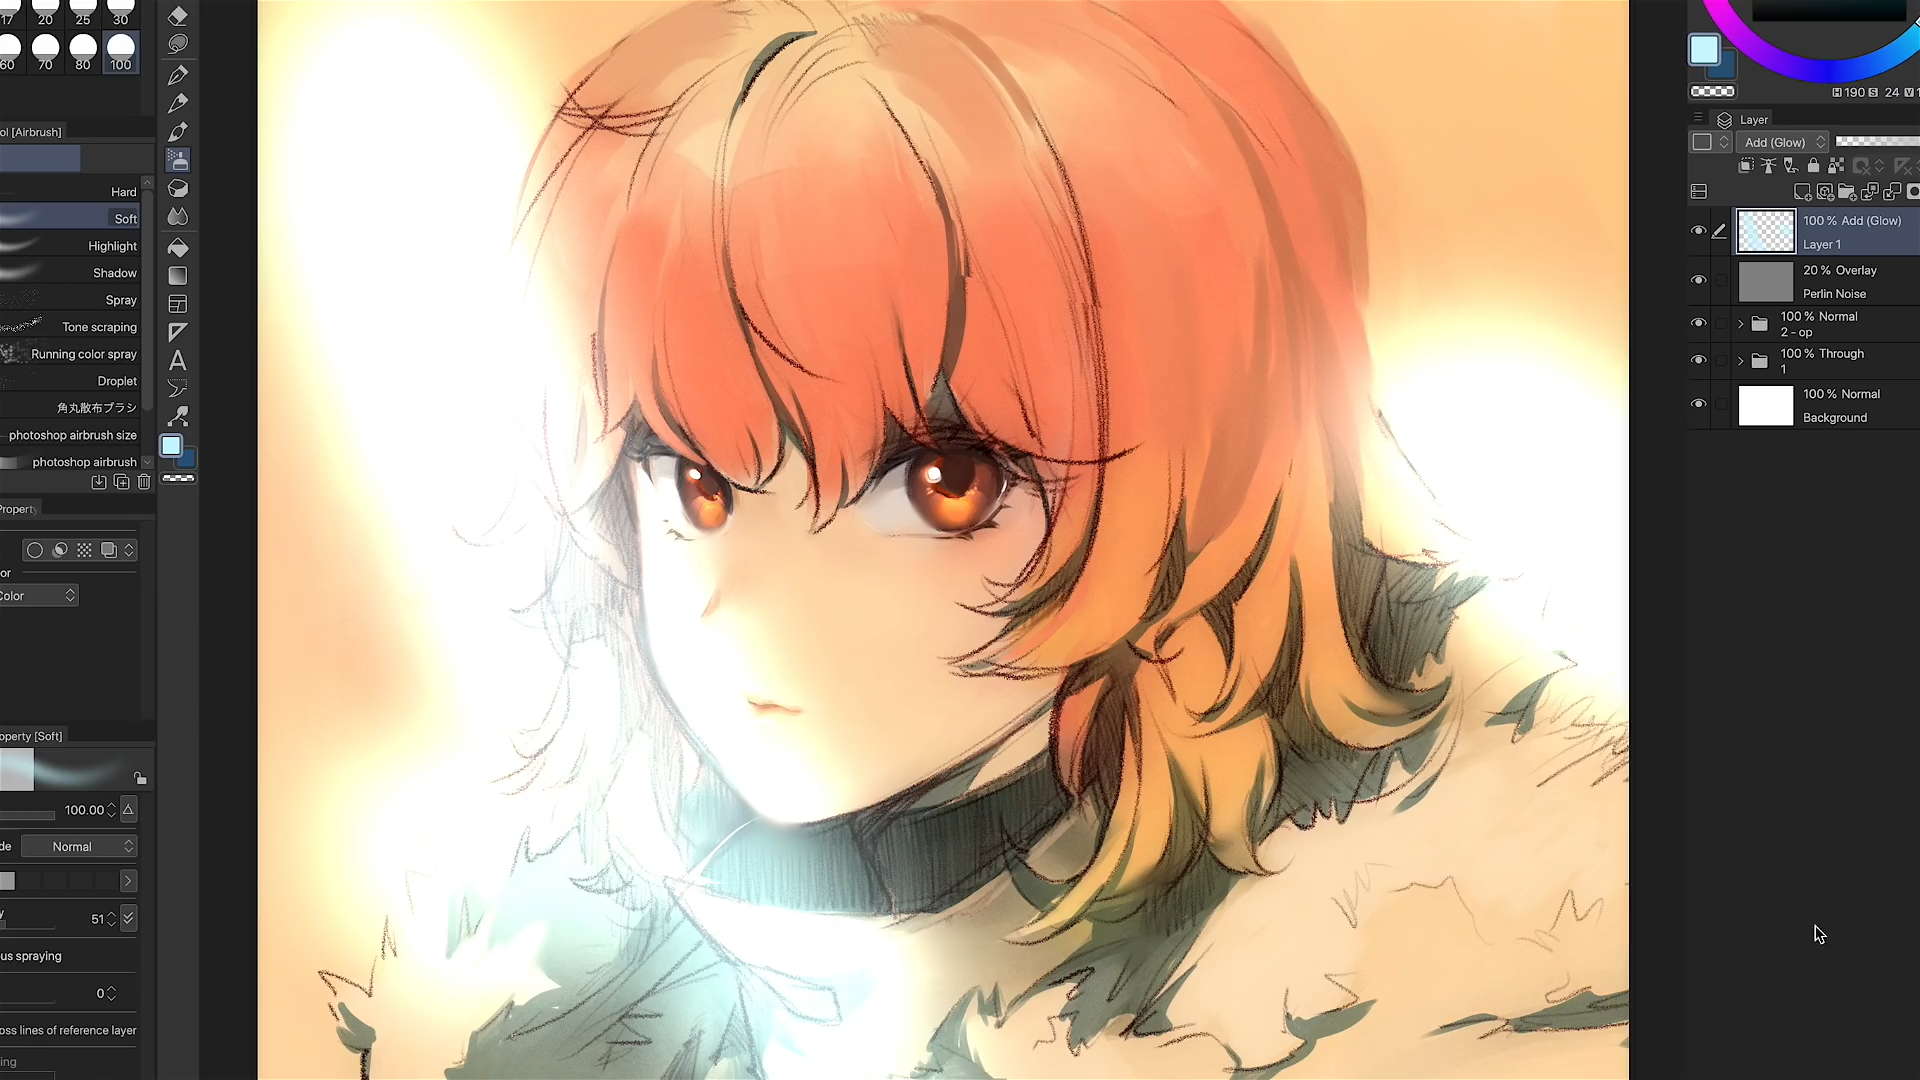 17 20 25 30
60 70 80 100
ol [Airbrush]
Hard
Soft
Highlight
Shadow
Spray
Tone scraping
Running color spray
Droplet
角丸散布ブラシ
photoshop airbrush size
photoshop airbrush
Property
or
Color
operty [Soft]
100.00
de Normal
y 51
us spraying
0
oss lines of reference layer
ing
A
H 190 S 24 V 1
Layer
Add (Glow)
100 % Add (Glow)
Layer 1
20 % Overlay
Perlin Noise
100 % Normal
2 - op
100 % Through
1
100 % Normal
Background